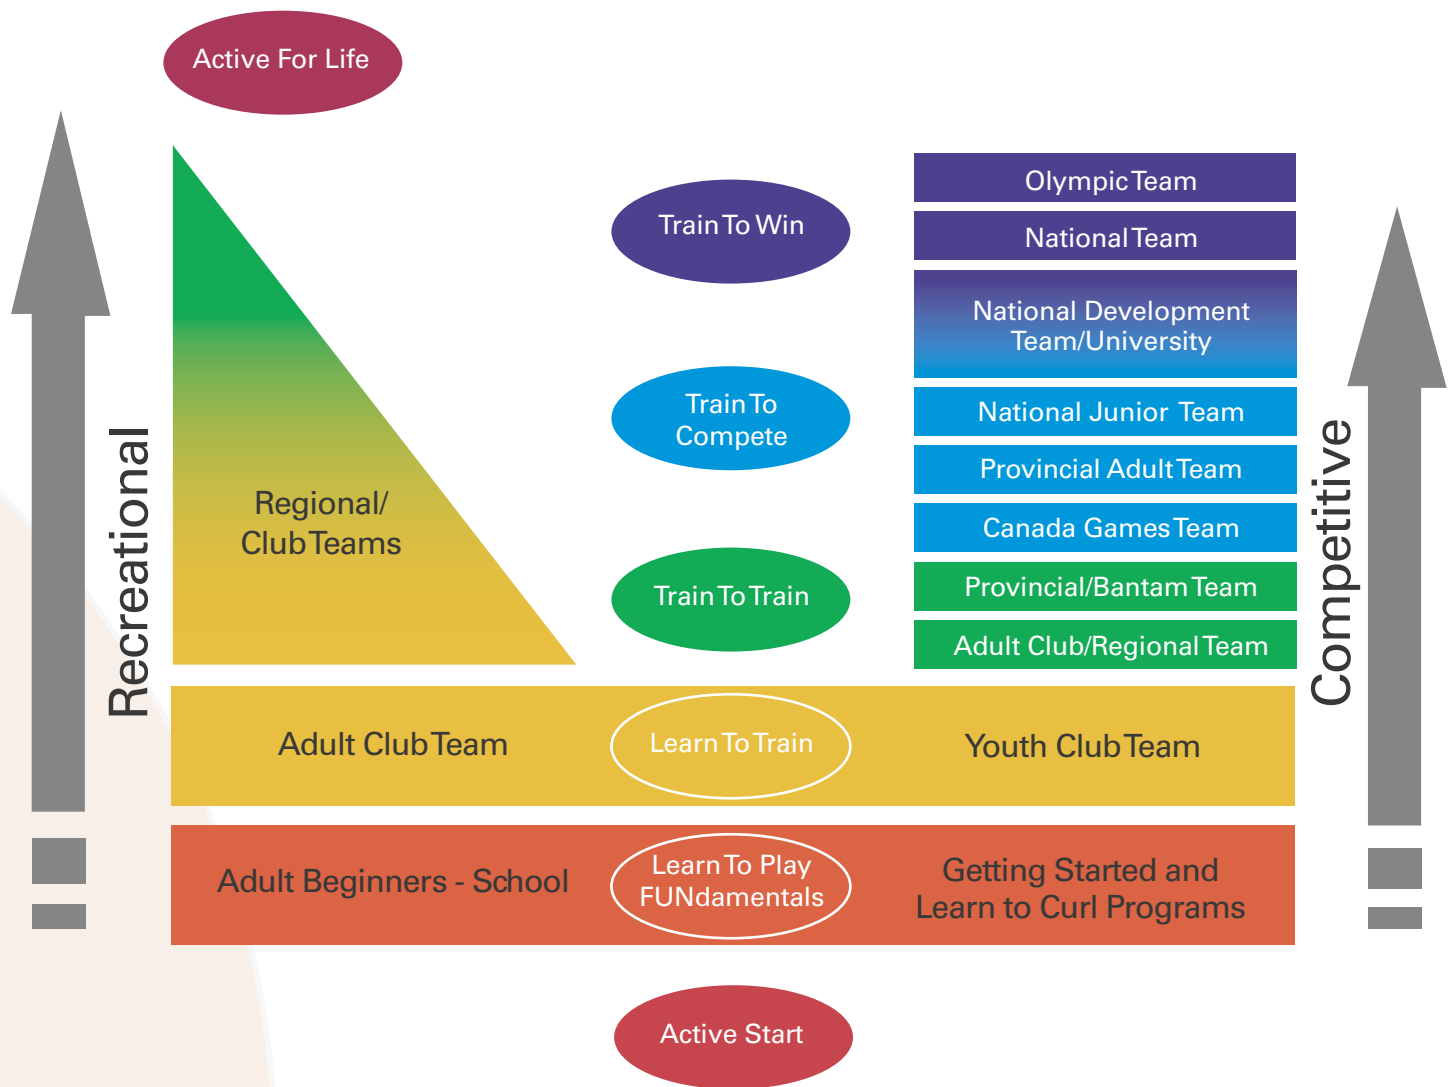 Active For Life
Recreational
Regional/
Club Teams
Train To Win
Train To
Compete
Train To Train
Olympic Team
National Team
National Development
Team/University
National Junior Team
Provincial Adult Team
Canada Games Team
Provincial/Bantam Team
Adult Club/Regional Team
Competitive
Adult Club Team
Learn To Train
Youth Club Team
Adult Beginners - School
Learn To Play
FUNdamentals
Getting Started and
Learn to Curl Programs
Active Start